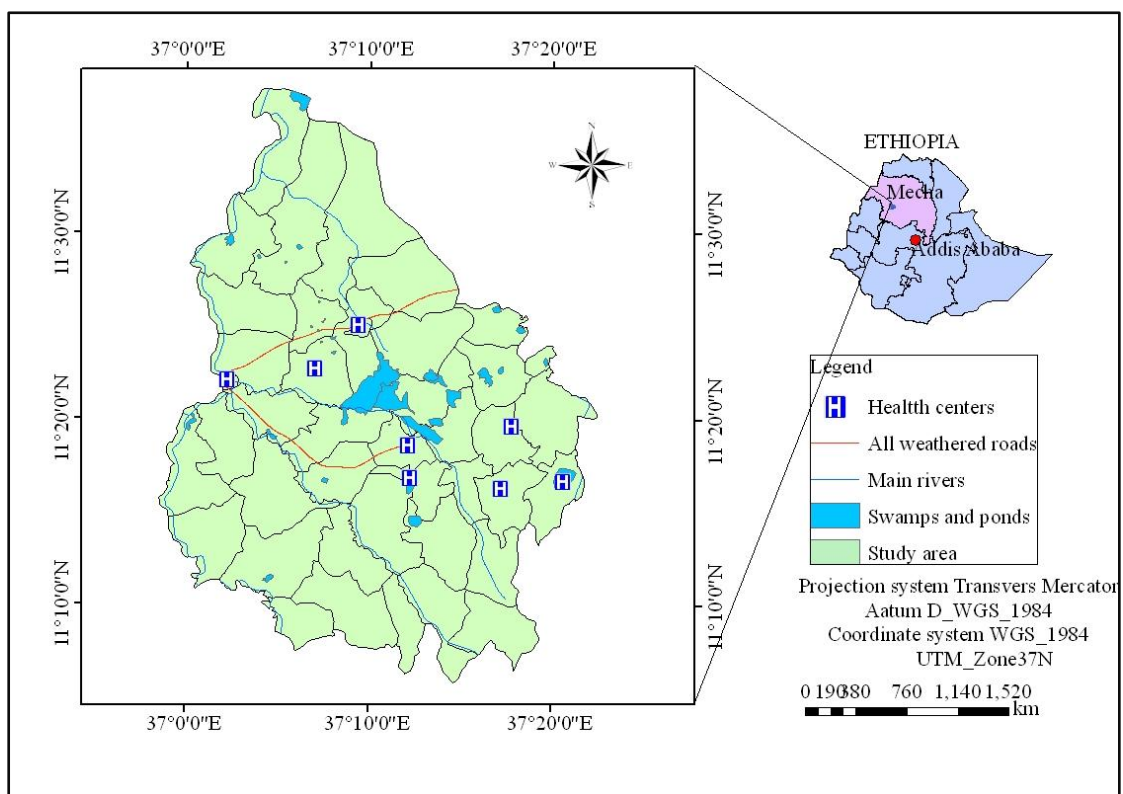 37°0'0"E 37°10'0"E 37°20'0"E
11°30'0"N
11°20'0"N
11°10'0"N
N
W E
S
H
H
H
H
H
H
H
H
11°30'0"N
11°20'0"N
11°10'0"N
37°0'0"E 37°10'0"E 37°20'0"E
ETHIOPIA
Mecha
Addis Ababa
Legend
H Healtth centers
All weathered roads
Main rivers
Swamps and ponds
Study area
Projection system Transvers Mercator
Aatum D_WGS_1984
Coordinate system WGS_1984
UTM_Zone37N
0 190 380 760 1,140 1,520
km